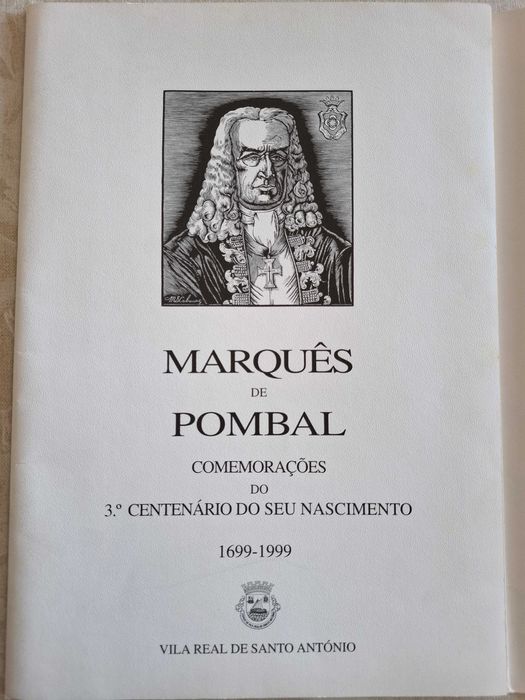 MARQUÊS
DE
POMBAL
COMEMORAÇÕES
DO
3.º CENTENÁRIO DO SEU NASCIMENTO
1699-1999
VILA REAL DE SANTO ANTÓNIO